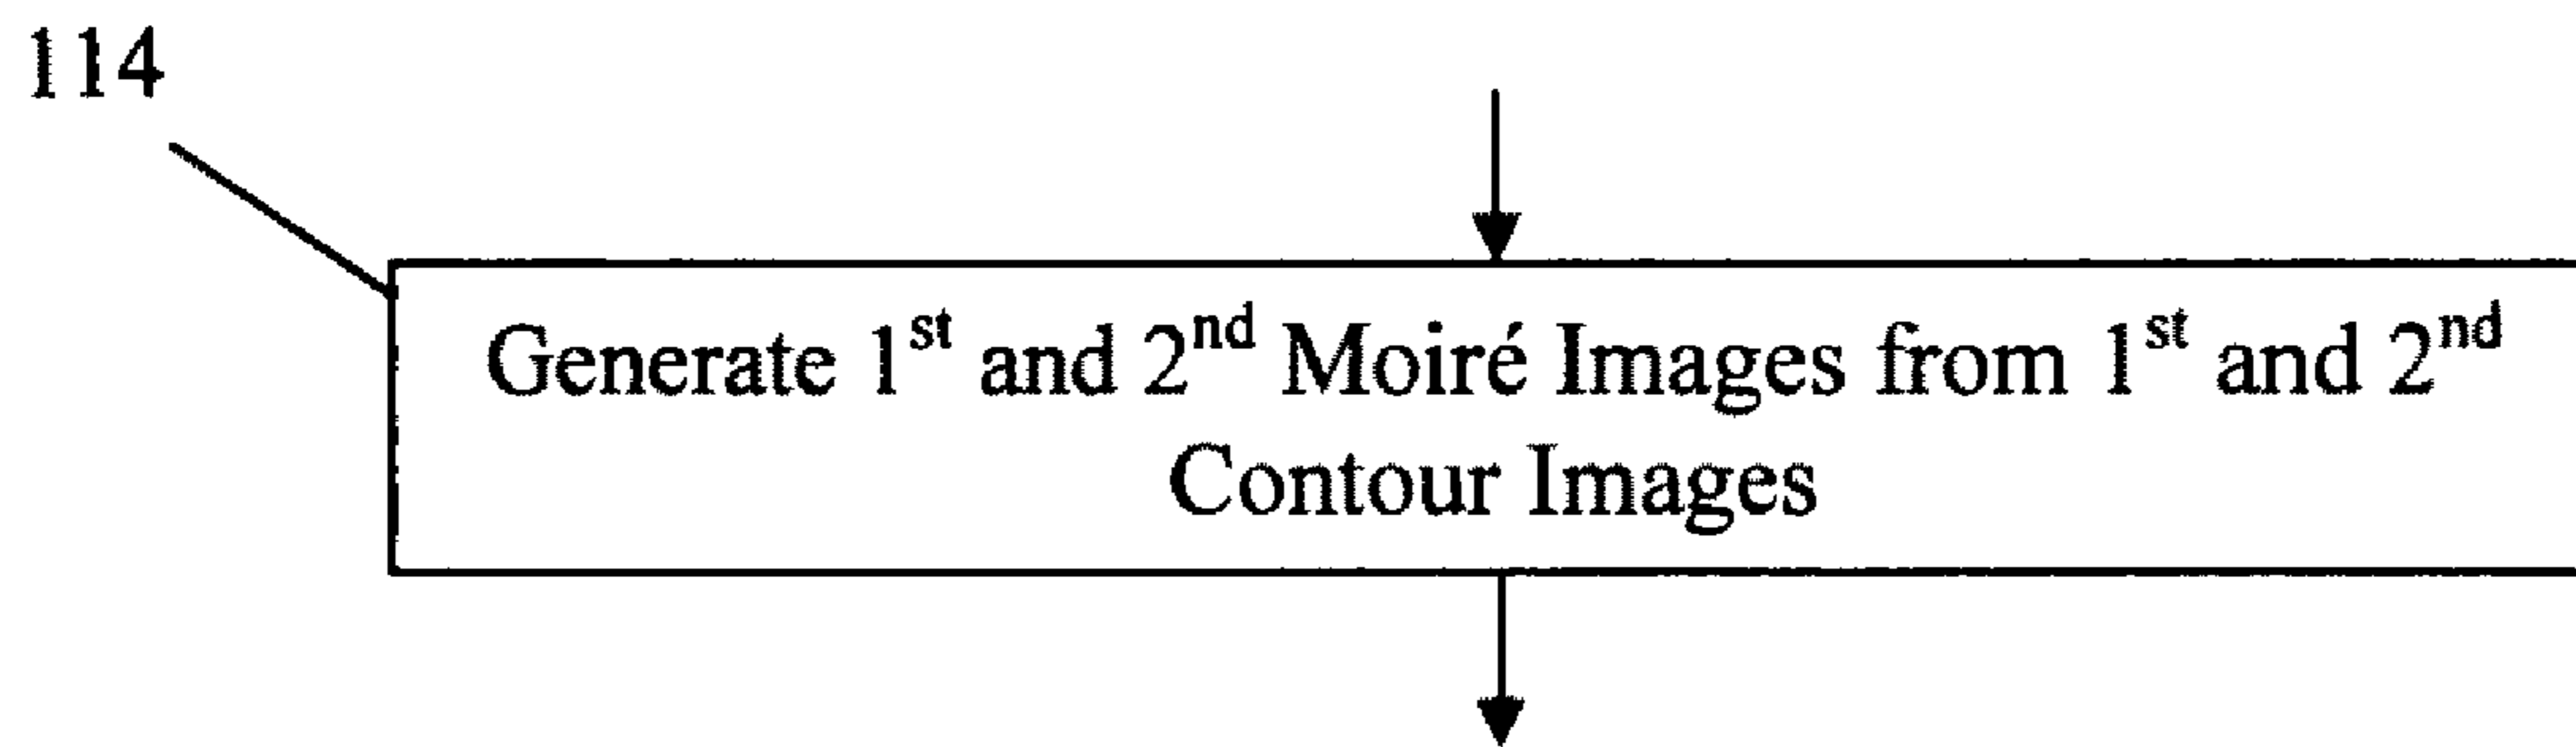 114
Generate 1st and 2nd Moiré Images from 1st and 2nd
Contour Images